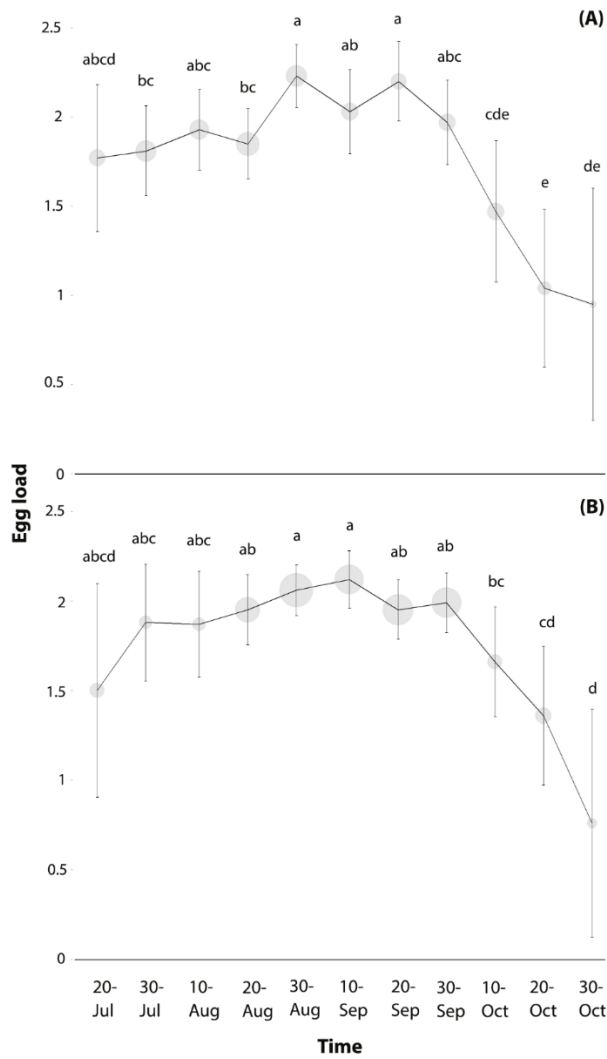 (A)
2.5
a
a
abcd
ab
bc
abc
bc
abc
2
cde
e
de
1.5
1
0.5
0
Egg load
(B)
2.5
abcd
abc
abc
ab
a
a
ab
ab
bc
2
cd
d
1.5
1
0.5
0
20-Jul
30-Jul
10-Aug
20-Aug
30-Aug
10-Sep
20-Sep
30-Sep
10-Oct
20-Oct
30-Oct
Time